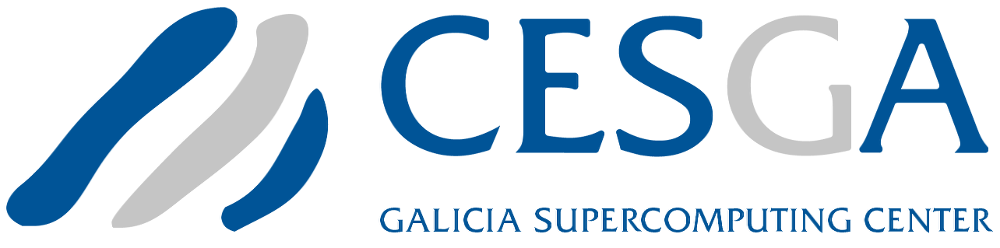 CESGA
GALICIA SUPERCOMPUTING CENTER